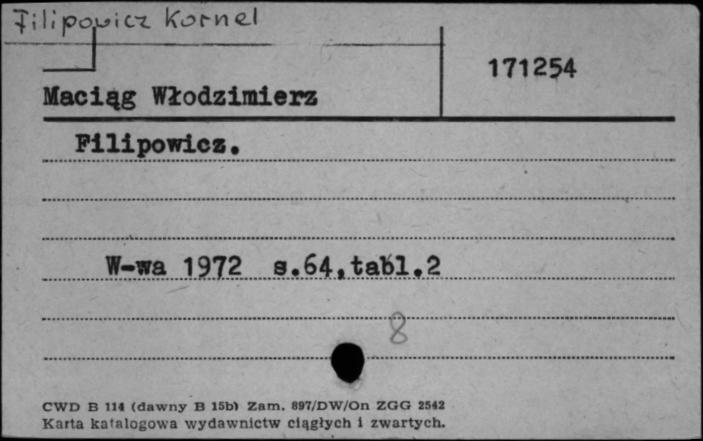 Filipowicz Kornel
171254
Maciąg Włodzimierz
Filipowicz.
W-wa 1972 s.64,tabl.2
8
CWD B 114 (dawny B 15b) Zam. 897/DW/On ZGG 2542
Karta katalogowa wydawnictw ciągłych i zwartych.